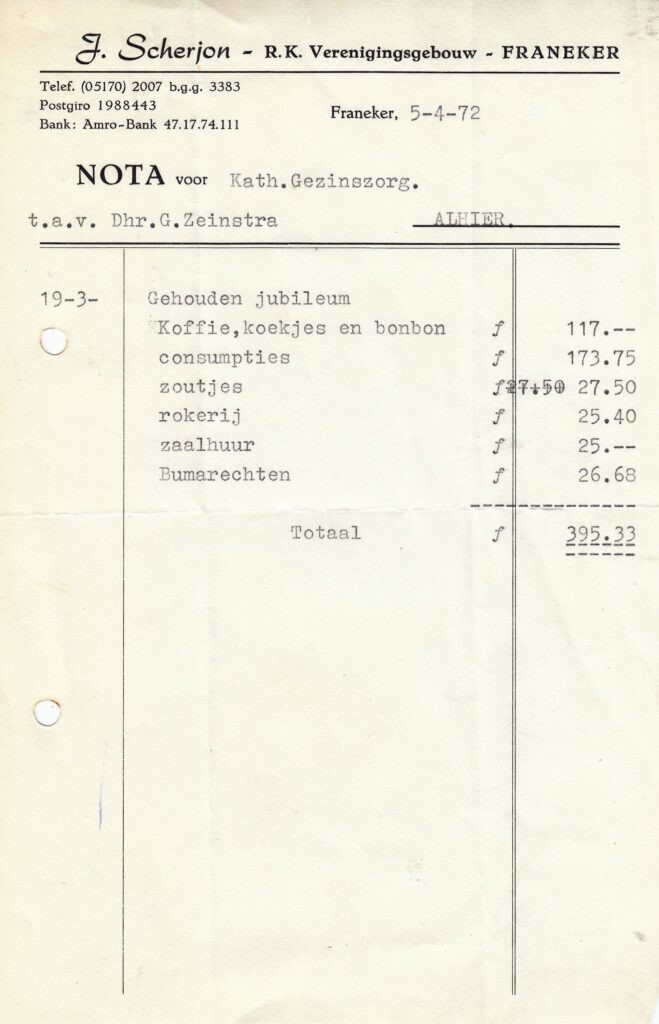 J. Scherjon - R.K. Verenigingsgebouw - FRANEKER
Telef. (05170) 2007 b.g.g. 3383
Postgiro 1988443
Bank: Amro-Bank 47.17.74.111
Franeker, 5-4-72
NOTA voor Kath.Gezinszorg.
t.a.v. Dhr.G.Zeinstra ALHIER.
19-3- Gehouden jubileum
Koffie,koekjes en bonbon f 117.--
consumpties f 173.75
zoutjes f 27.50 27.50
rokerij f 25.40
zaalhuur f 25.--
Bumarechten f 26.68
Totaal f 395.33